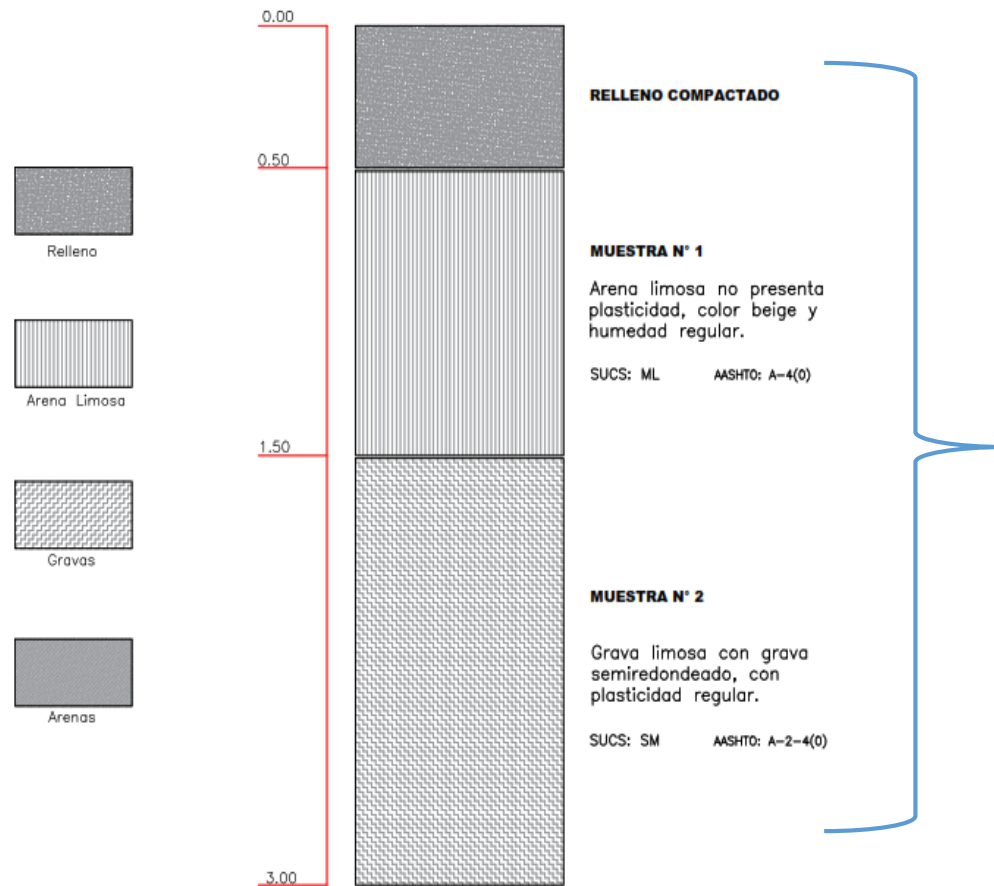 Relleno
Arena Limosa
Gravas
Arenas
0.00
0.50
1.50
3.00
RELLENO COMPACTADO
MUESTRA N° 1
Arena limosa no presenta
plasticidad, color beige y
humedad regular.
SUCS: ML AASHTO: A-4(0)
MUESTRA N° 2
Grava limosa con grava
semiredondeado, con
plasticidad regular.
SUCS: SM AASHTO: A-2-4(0)